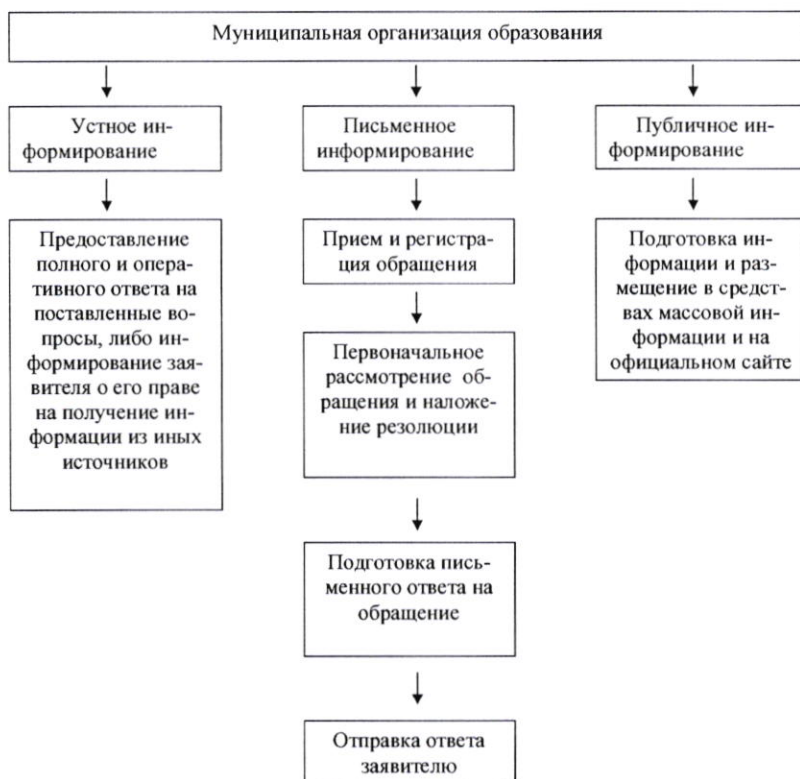 Муниципальная организация образования
Устное ин-
формирование
Письменное
информирование
Публичное ин-
формирование
Предоставление
полного и опера-
тивного ответа на
поставленные во-
просы, либо ин-
формирование зая-
вителя о его праве
на получение ин-
формации из иных
источников
Прием и регистра-
ция обращения
Первоначальное
рассмотрение об-
ращения и наложе-
ние резолюции
Подготовка пись-
менного ответа на
обращение
Отправка ответа
заявителю
Подготовка ин-
формации и раз-
мещение в средст-
вах массовой ин-
формации и на
официальном сайте